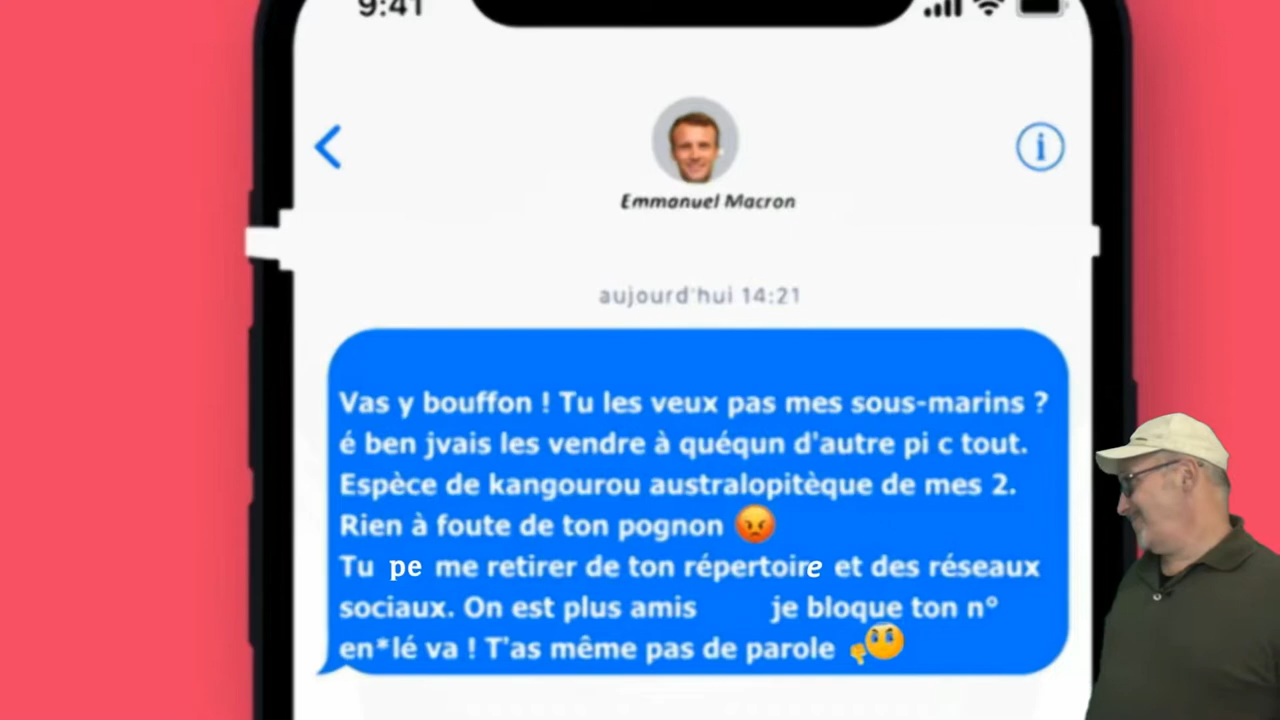 9:41
Emmanuel Macron
aujourd'hui 14:21
Vas y bouffon ! Tu les veux pas mes sous-marins ?
é ben jvais les vendre à quéqun d'autre pi c tout.
Espèce de kangourou australopitèque de mes 2.
Rien à foute de ton pognon 😡
Tu pe me retirer de ton répertoire et des réseaux
sociaux. On est plus amis je bloque ton n°
en*lé va ! T'as même pas de parole